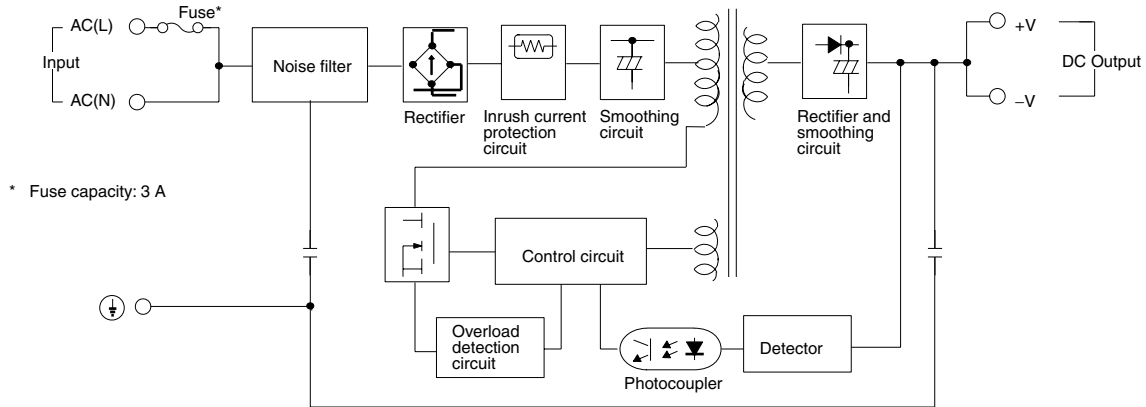 AC(L)
Fuse*
Input
AC(N)
Noise filter
Rectifier
Inrush current
protection
circuit
Smoothing
circuit
Rectifier and
smoothing
circuit
+V
DC Output
–V
* Fuse capacity: 3 A
Control circuit
Overload
detection
circuit
Photocoupler
Detector